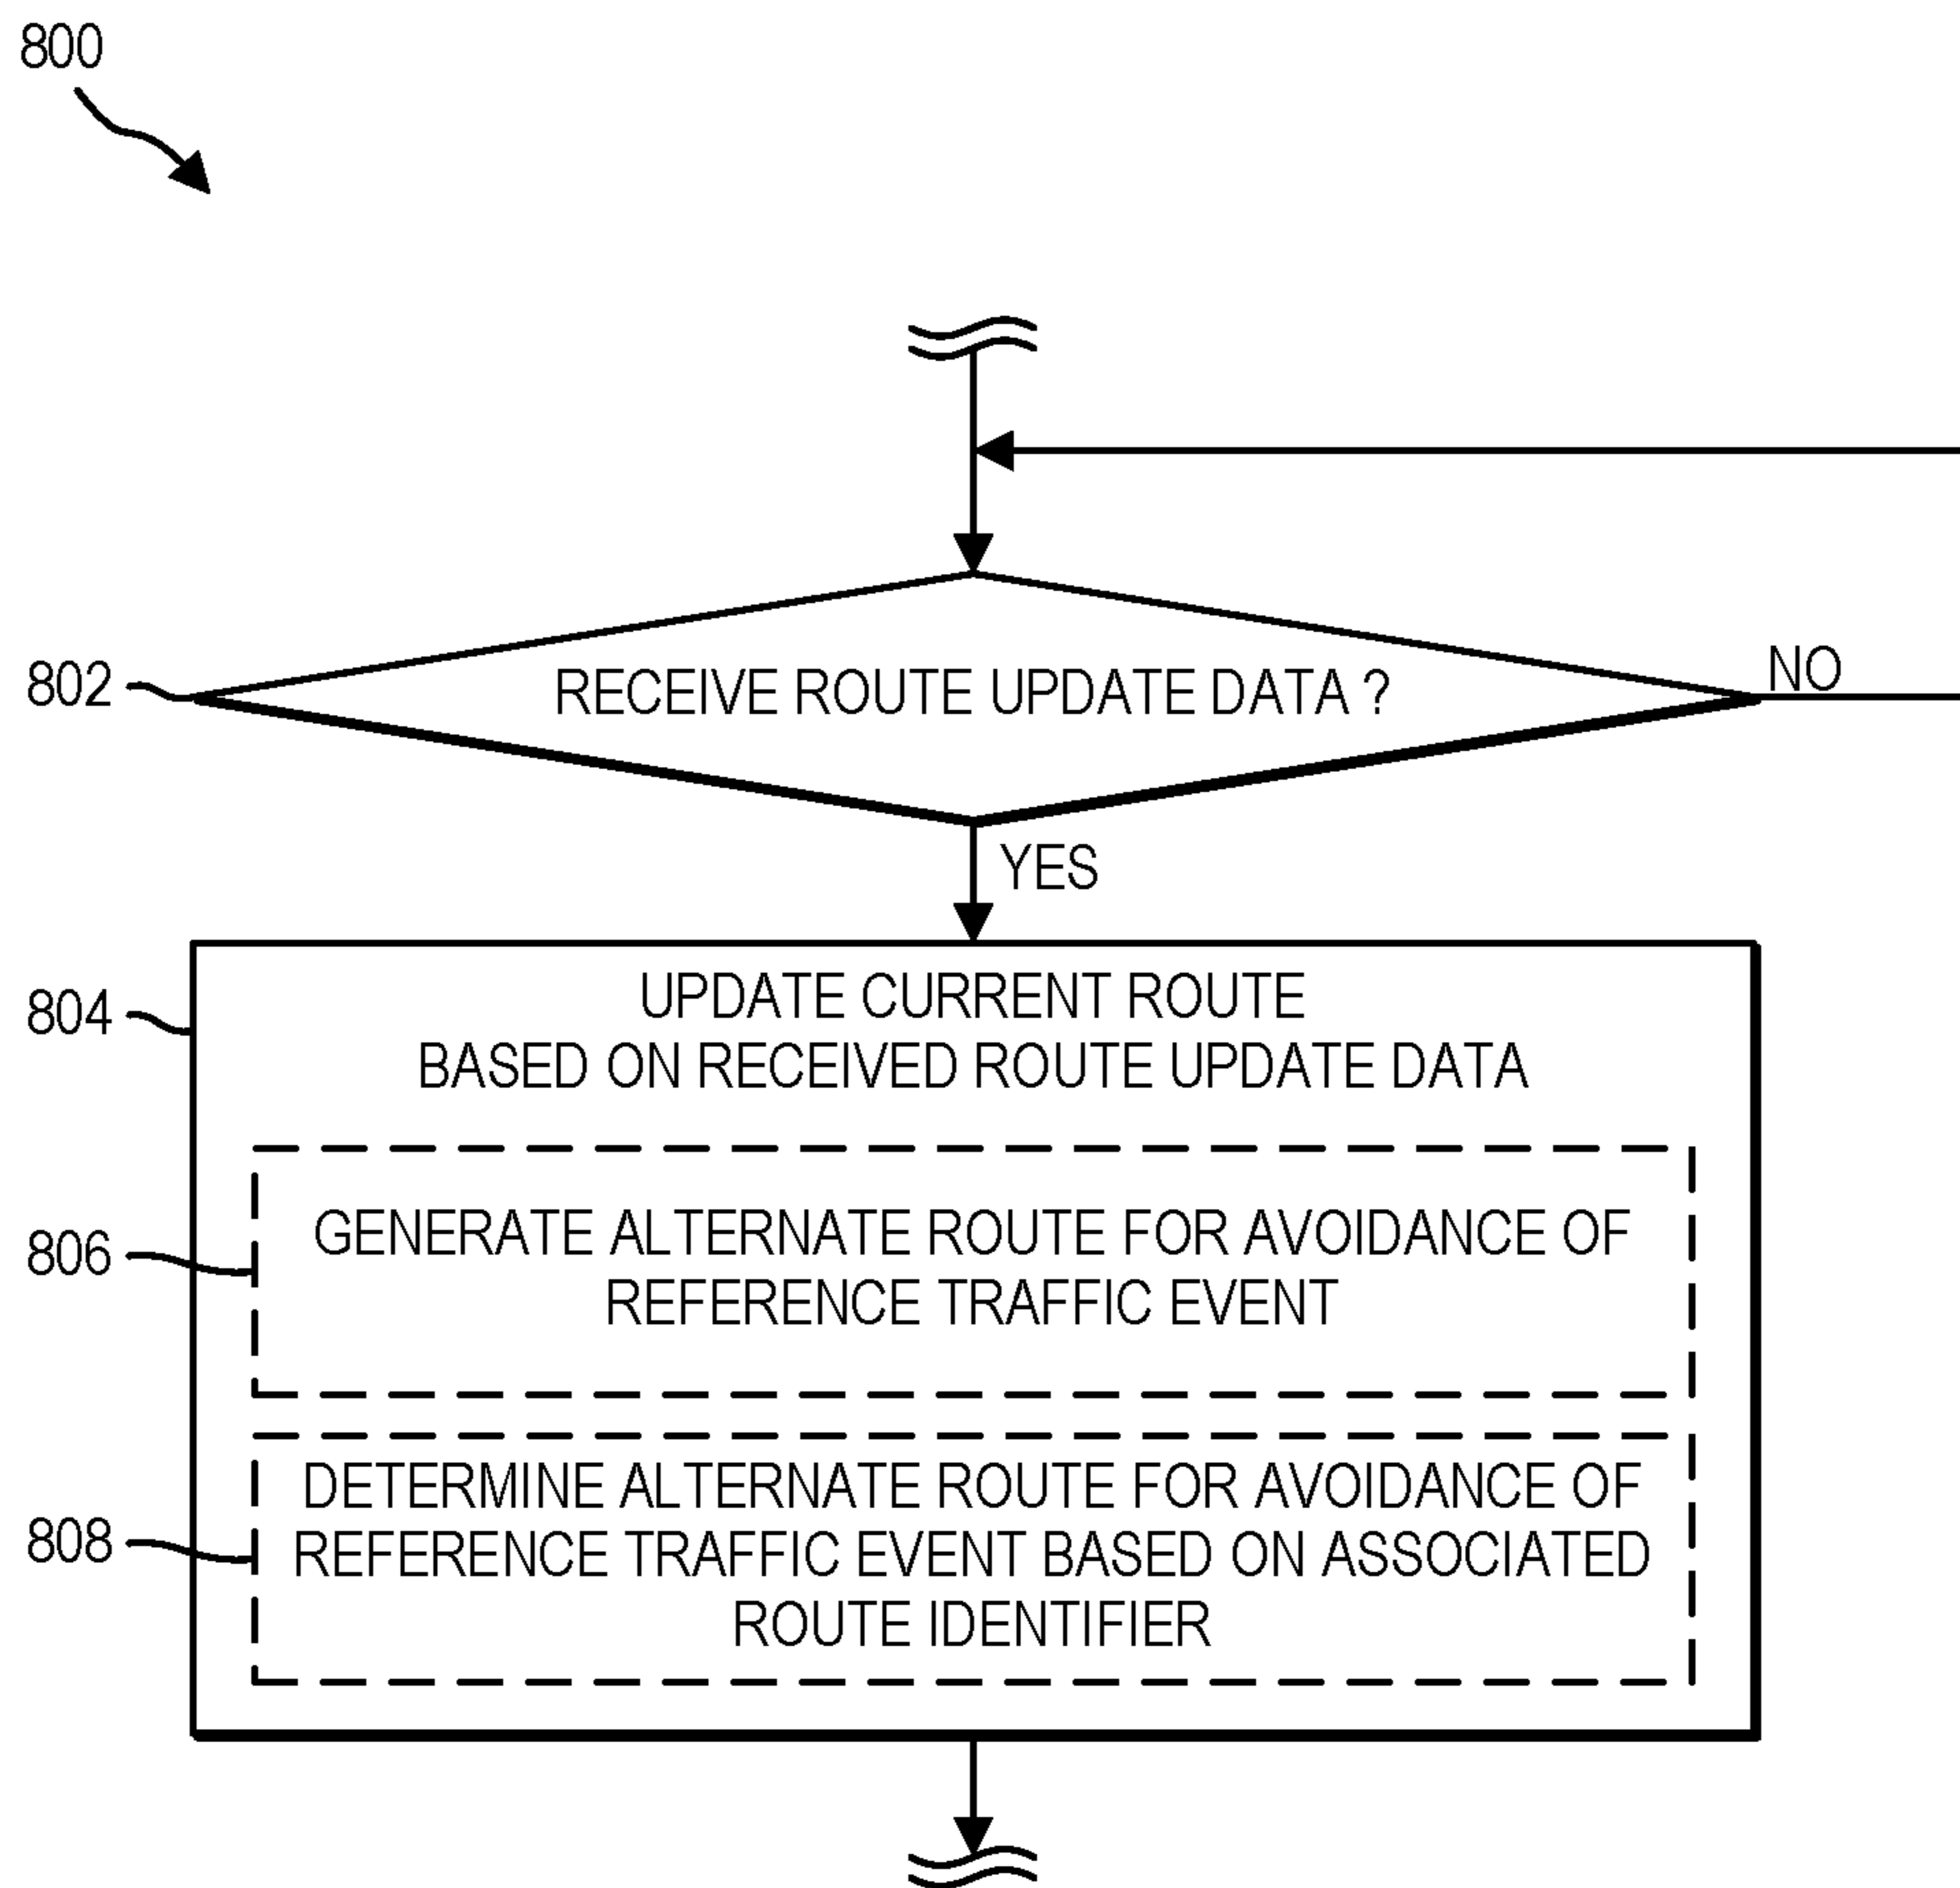 800
802
RECEIVE ROUTE UPDATE DATA ?
NO
YES
804
UPDATE CURRENT ROUTE
BASED ON RECEIVED ROUTE UPDATE DATA
806
GENERATE ALTERNATE ROUTE FOR AVOIDANCE OF
REFERENCE TRAFFIC EVENT
808
DETERMINE ALTERNATE ROUTE FOR AVOIDANCE OF
REFERENCE TRAFFIC EVENT BASED ON ASSOCIATED
ROUTE IDENTIFIER